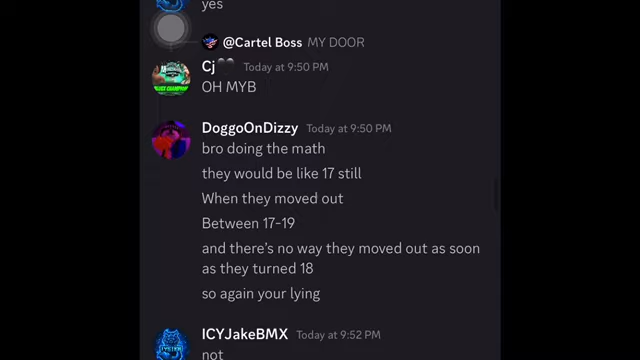 yes
@Cartel Boss MY DOOR
Cj🖤 Today at 9:50 PM
OH MYB
DoggoOnDizzy Today at 9:50 PM
bro doing the math
they would be like 17 still
When they moved out
Between 17-19
and there's no way they moved out as soon
as they turned 18
so again your lying
ICYJakeBMX Today at 9:52 PM
not